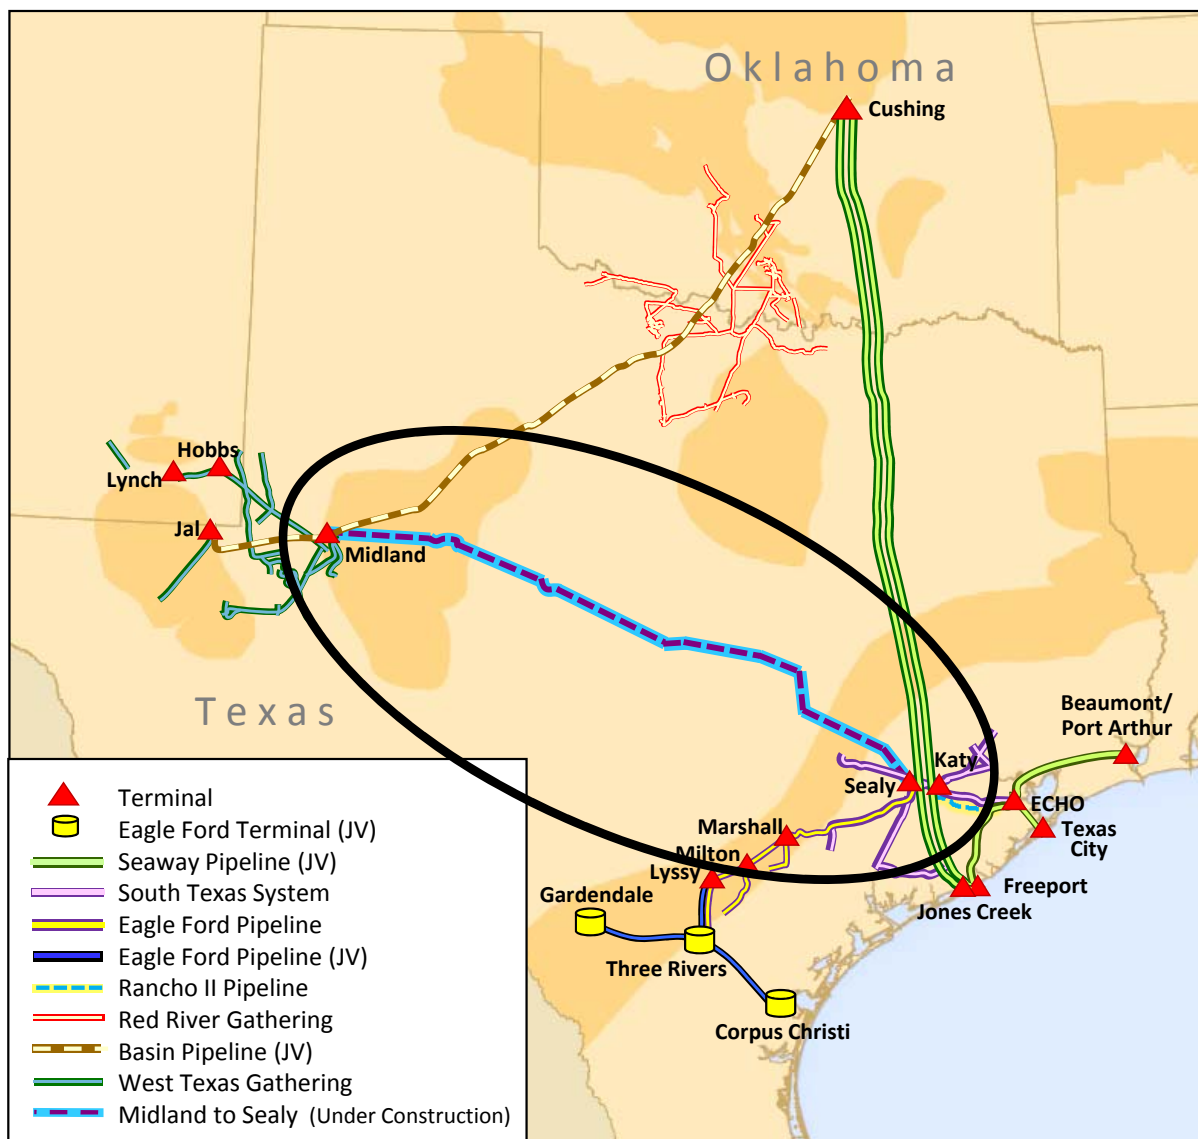 Oklahoma
Cushing
Hobbs
Lynch
Jal
Midland
Texas
Beaumont/
Port Arthur
Katy
Sealy
ECHO
Texas
City
Marshall
Milton
Lyssy
Freeport
Jones Creek
Gardendale
Three Rivers
Corpus Christi
Terminal
Eagle Ford Terminal (JV)
Seaway Pipeline (JV)
South Texas System
Eagle Ford Pipeline
Eagle Ford Pipeline (JV)
Rancho II Pipeline
Red River Gathering
Basin Pipeline (JV)
West Texas Gathering
Midland to Sealy (Under Construction)